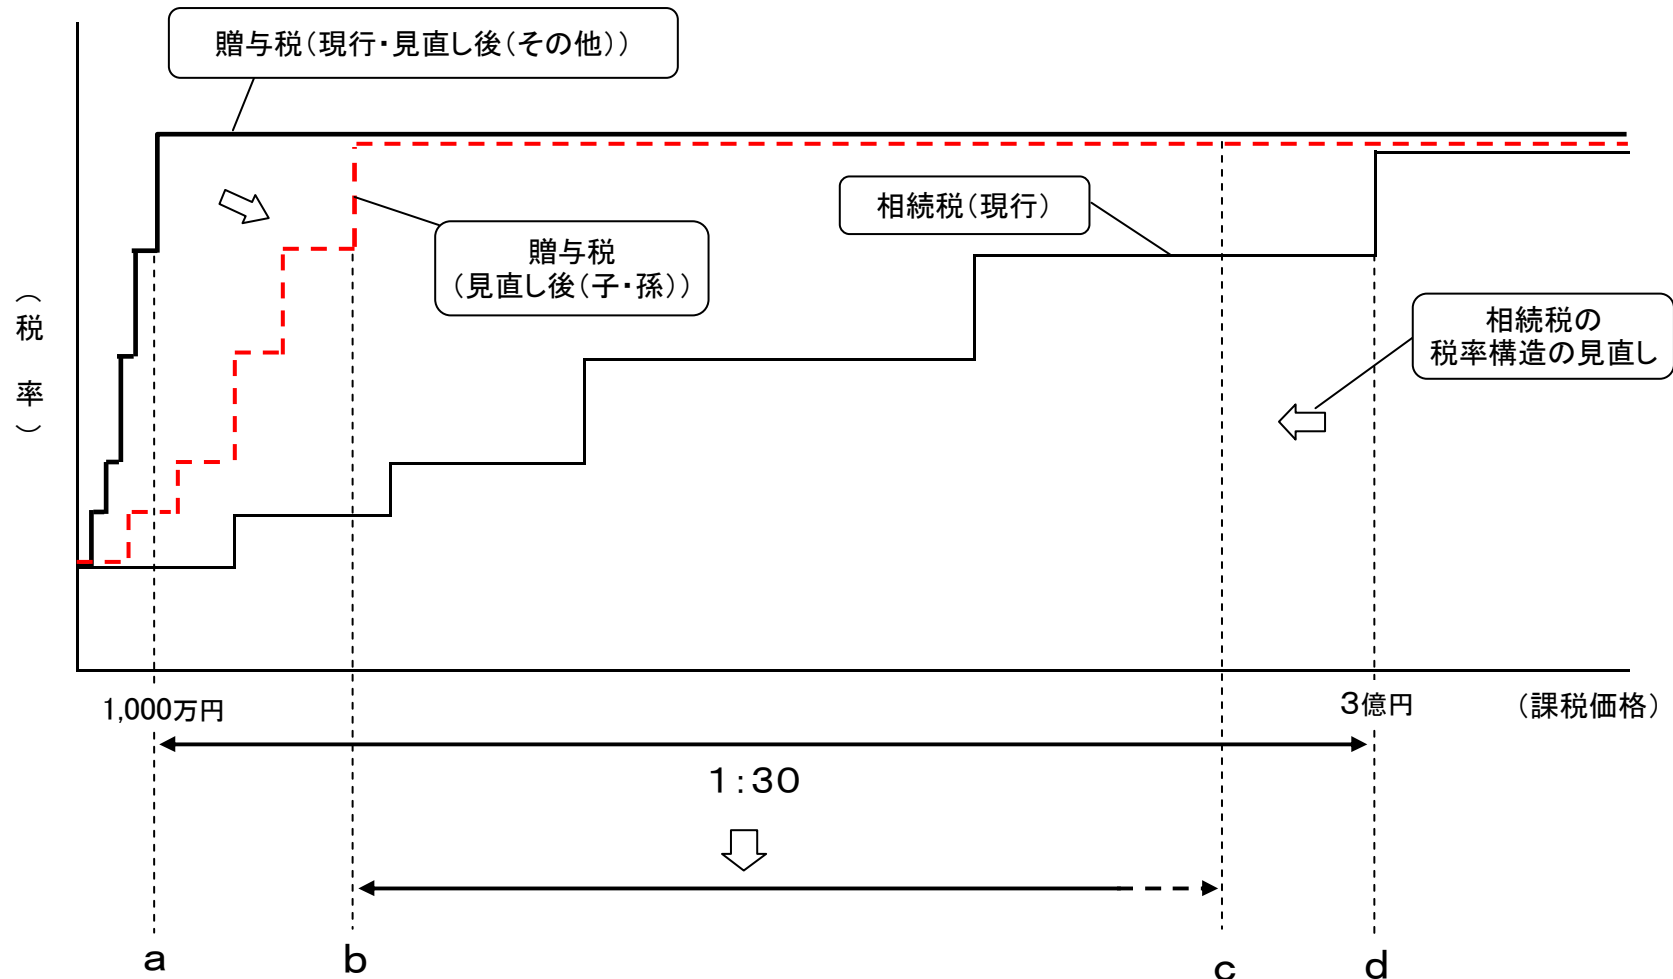 贈与税(現行・見直し後(その他))
相続税(現行)
贈与税
(見直し後(子・孫))
相続税の
税率構造の見直し
(税率)
1,000万円
3億円
(課税価格)
1:30
a
b
c
d